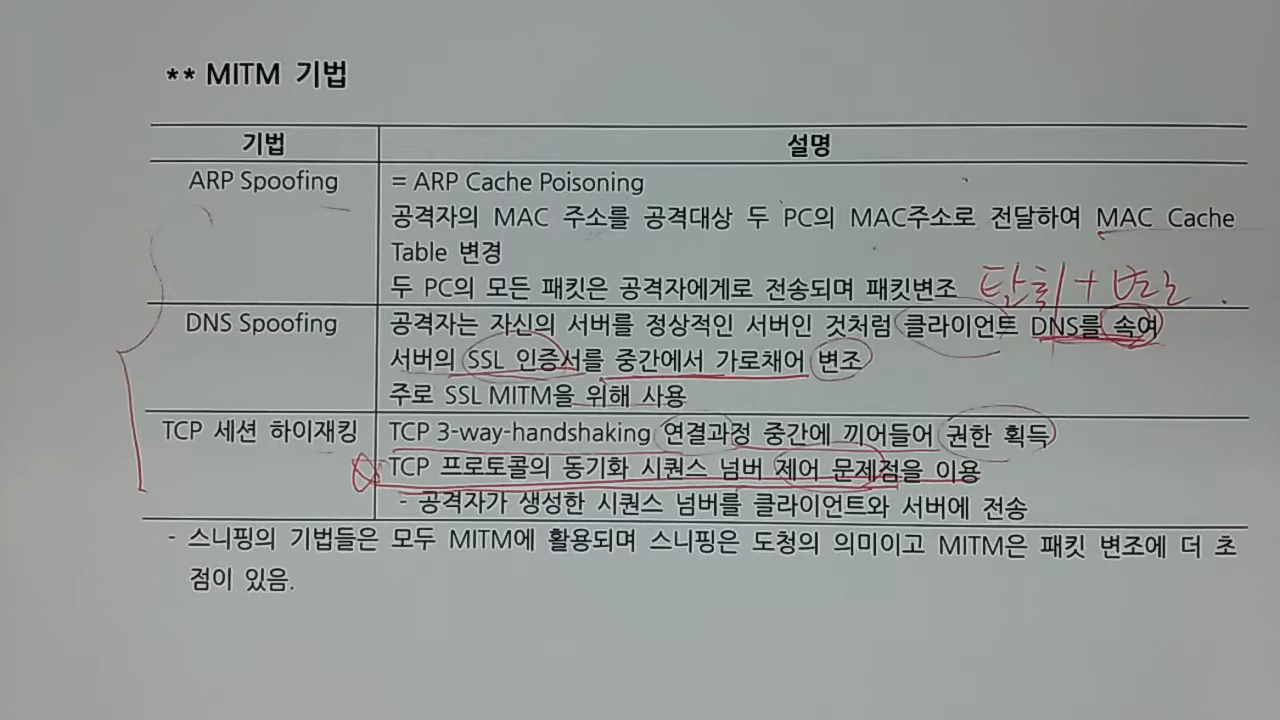 ** MITM 기법
기법 설명
ARP Spoofing = ARP Cache Poisoning
공격자의 MAC 주소를 공격대상 두 PC의 MAC주소로 전달하여 MAC Cache
Table 변경
두 PC의 모든 패킷은 공격자에게로 전송되며 패킷변조
DNS Spoofing 공격자는 자신의 서버를 정상적인 서버인 것처럼 클라이언트 DNS를 속여
서버의 SSL 인증서를 중간에서 가로채어 변조
주로 SSL MITM을 위해 사용
TCP 세션 하이재킹 TCP 3-way-handshaking 연결과정 중간에 끼어들어 권한 획득
TCP 프로토콜의 동기화 시퀀스 넘버 제어 문제점을 이용
- 공격자가 생성한 시퀀스 넘버를 클라이언트와 서버에 전송
- 스니핑의 기법들은 모두 MITM에 활용되며 스니핑은 도청의 의미이고 MITM은 패킷 변조에 더 초
점이 있음.